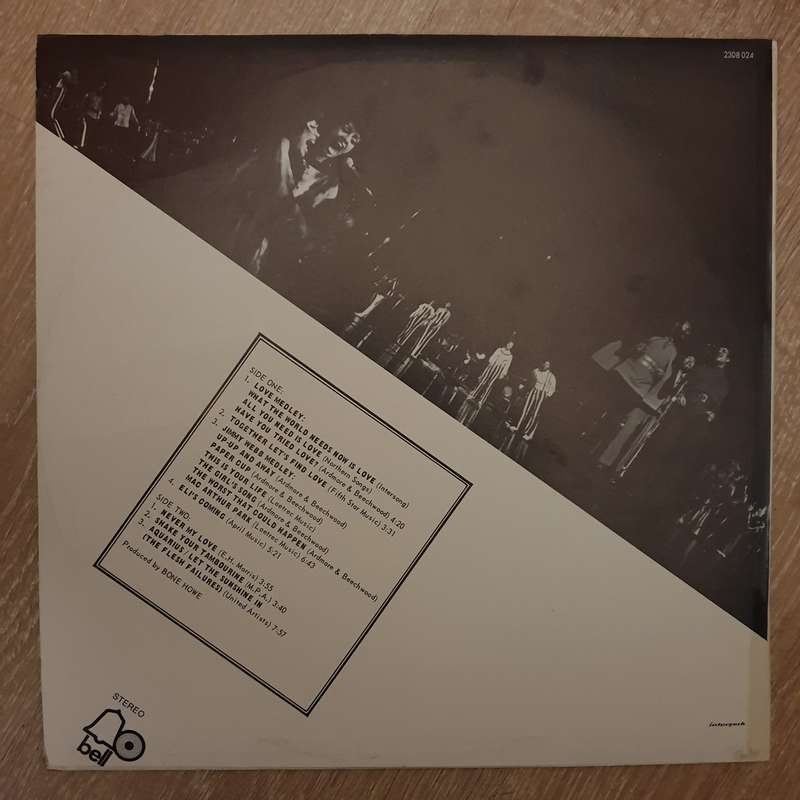 2308 024
SIDE ONE:
1. LOVE MEDLEY:
WHAT THE WORLD NEEDS NOW IS LOVE (Intersong)
ALL YOU NEED IS LOVE (Northern Songs)
HAVE YOU TRIED LOVE? (Ardmore & Beechwood) 4:20
2. TOGETHER LET'S FIND LOVE (Fifth Star Music) 3:31
3. JIMMY WEBB MEDLEY:
UP-UP AND AWAY (Ardmore & Beechwood)
PAPER CUP (Ardmore & Beechwood)
THIS IS YOUR LIFE (Leetrec Music)
THE GIRL'S SONG (Ardmore & Beechwood)
THE WORST THAT COULD HAPPEN (Ardmore & Beechwood)
MAC ARTHUR PARK (Leetrec Music) 6:43
4. ELI'S COMING (April Music) 5:21
SIDE TWO:
1. NEVER MY LOVE (E.H. Morris) 3:55
2. SHAKE YOUR TAMBOURINE (M.P.A.) 3:40
3. AQUARIUS/LET THE SUNSHINE IN
(THE FLESH FAILURES) (United Artists) 7:57
Produced by BONE HOWE
STEREO
bell
interpak